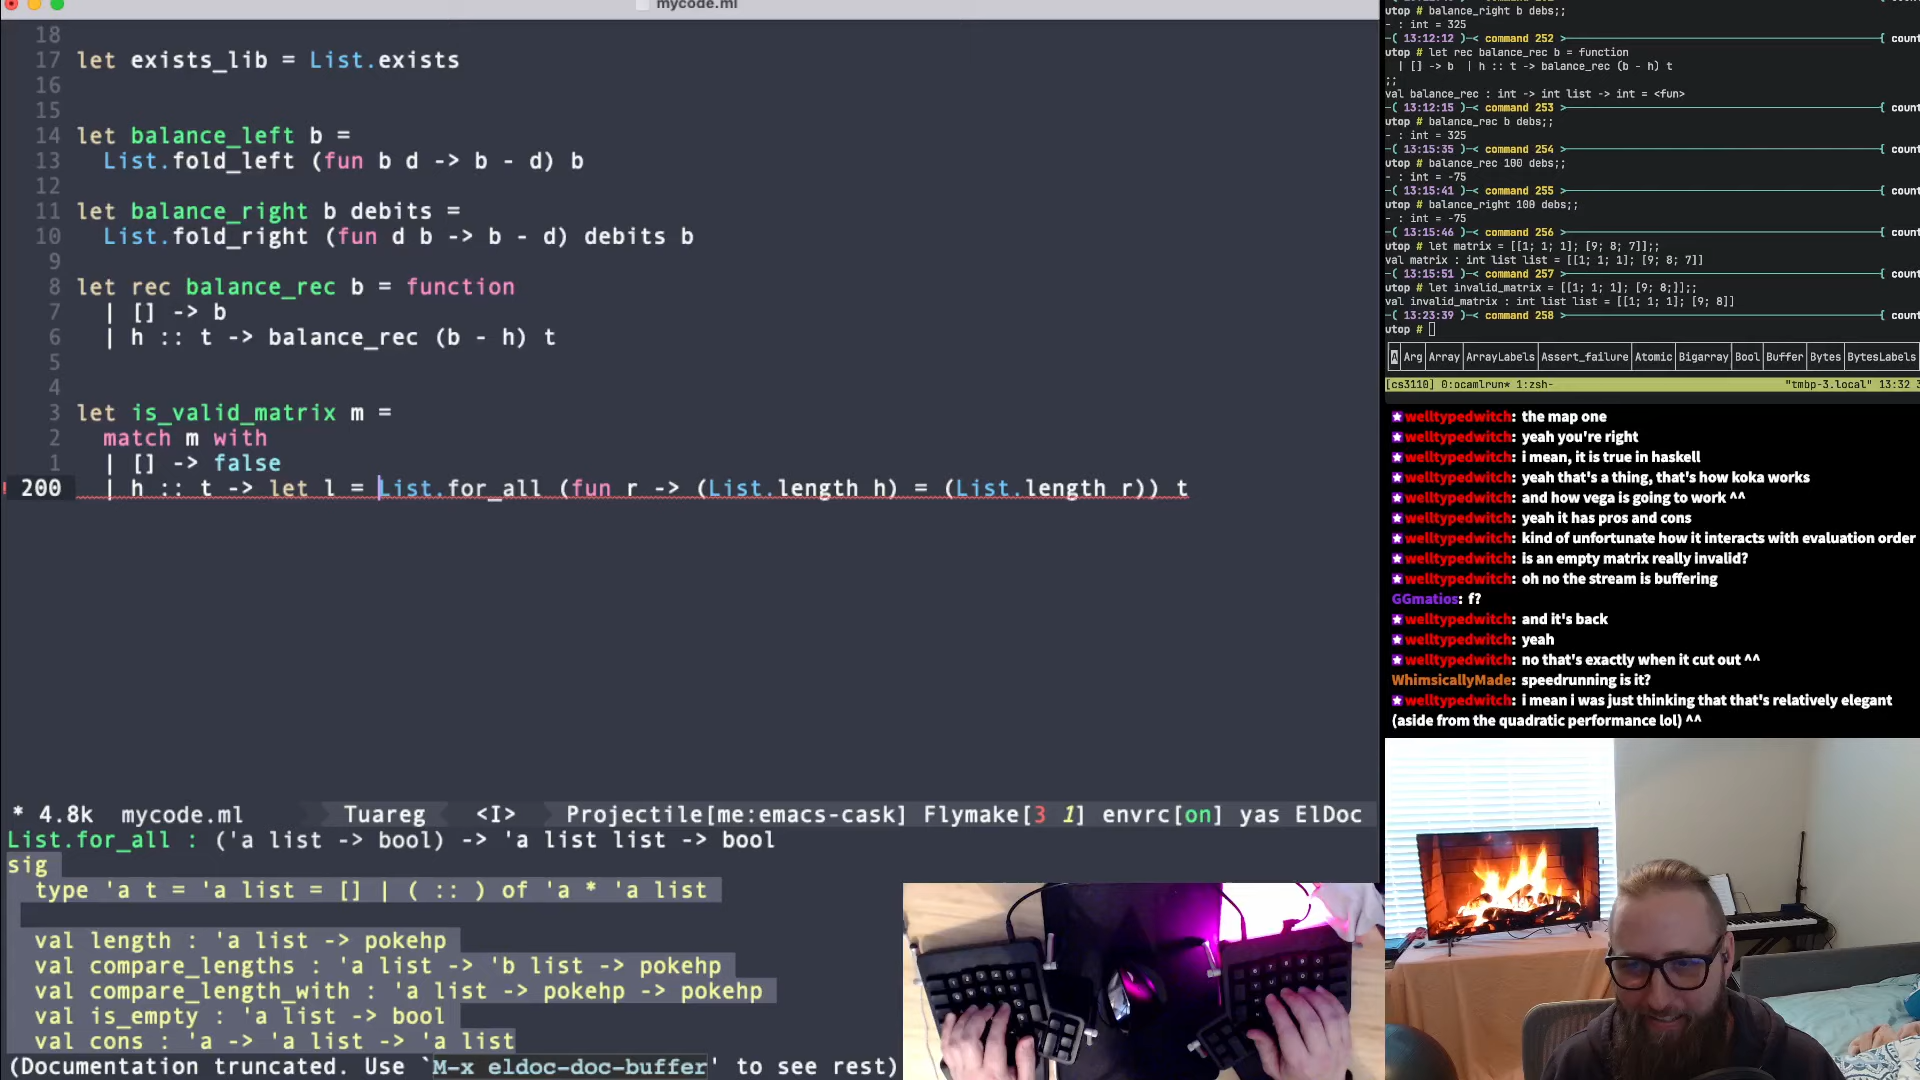 mycode.ml
18
17 let exists_lib = List.exists
16
15
14 let balance_left b =
13 List.fold_left (fun b d -> b - d) b
12
11 let balance_right b debits =
10 List.fold_right (fun d b -> b - d) debits b
9
8 let rec balance_rec b = function
7 | [] -> b
6 | h :: t -> balance_rec (b - h) t
5
4
3 let is_valid_matrix m =
2 match m with
1 | [] -> false
200 | h :: t -> let l = List.for_all (fun r -> (List.length h) = (List.length r)) t
* 4.8k mycode.ml Tuareg <I> Projectile[me:emacs-cask] Flymake[3 1] envrc[on] yas ElDoc
List.for_all : ('a list -> bool) -> 'a list list -> bool
sig
type 'a t = 'a list = [] | ( :: ) of 'a * 'a list
val length : 'a list -> pokehp
val compare_lengths : 'a list -> 'b list -> pokehp
val compare_length_with : 'a list -> pokehp -> pokehp
val is_empty : 'a list -> bool
val cons : 'a -> 'a list -> 'a list
(Documentation truncated. Use `M-x eldoc-doc-buffer' to see rest)
utop # balance_right b debs;;
- : int = 325
-( 13:12:12 )-< command 252 >-{ count
utop # let rec balance_rec b = function
| [] -> b | h :: t -> balance_rec (b - h) t
;;
val balance_rec : int -> int list -> int = <fun>
-( 13:12:15 )-< command 253 >-{ count
utop # balance_rec b debs;;
- : int = 325
-( 13:15:35 )-< command 254 >-{ count
utop # balance_rec 100 debs;;
- : int = -75
-( 13:15:41 )-< command 255 >-{ count
utop # balance_right 100 debs;;
- : int = -75
-( 13:15:46 )-< command 256 >-{ count
utop # let matrix = [[1; 1; 1]; [9; 8; 7]];;
val matrix : int list list = [[1; 1; 1]; [9; 8; 7]]
-( 13:15:51 )-< command 257 >-{ count
utop # let invalid_matrix = [[1; 1; 1]; [9; 8;]];;
val invalid_matrix : int list list = [[1; 1; 1]; [9; 8]]
-( 13:23:39 )-< command 258 >-{ count
utop #
A Arg Array ArrayLabels Assert_failure Atomic Bigarray Bool Buffer Bytes BytesLabels
[cs3110] 0:ocamlrun* 1:zsh- "tmbp-3.local" 13:32 3
welltypedwitch: the map one
welltypedwitch: yeah you're right
welltypedwitch: i mean, it is true in haskell
welltypedwitch: yeah that's a thing, that's how koka works
welltypedwitch: and how vega is going to work ^^
welltypedwitch: yeah it has pros and cons
welltypedwitch: kind of unfortunate how it interacts with evaluation order
welltypedwitch: is an empty matrix really invalid?
welltypedwitch: oh no the stream is buffering
GGmatios: f?
welltypedwitch: and it's back
welltypedwitch: yeah
welltypedwitch: no that's exactly when it cut out ^^
WhimsicallyMade: speedrunning is it?
welltypedwitch: i mean i was just thinking that that's relatively elegant
(aside from the quadratic performance lol) ^^